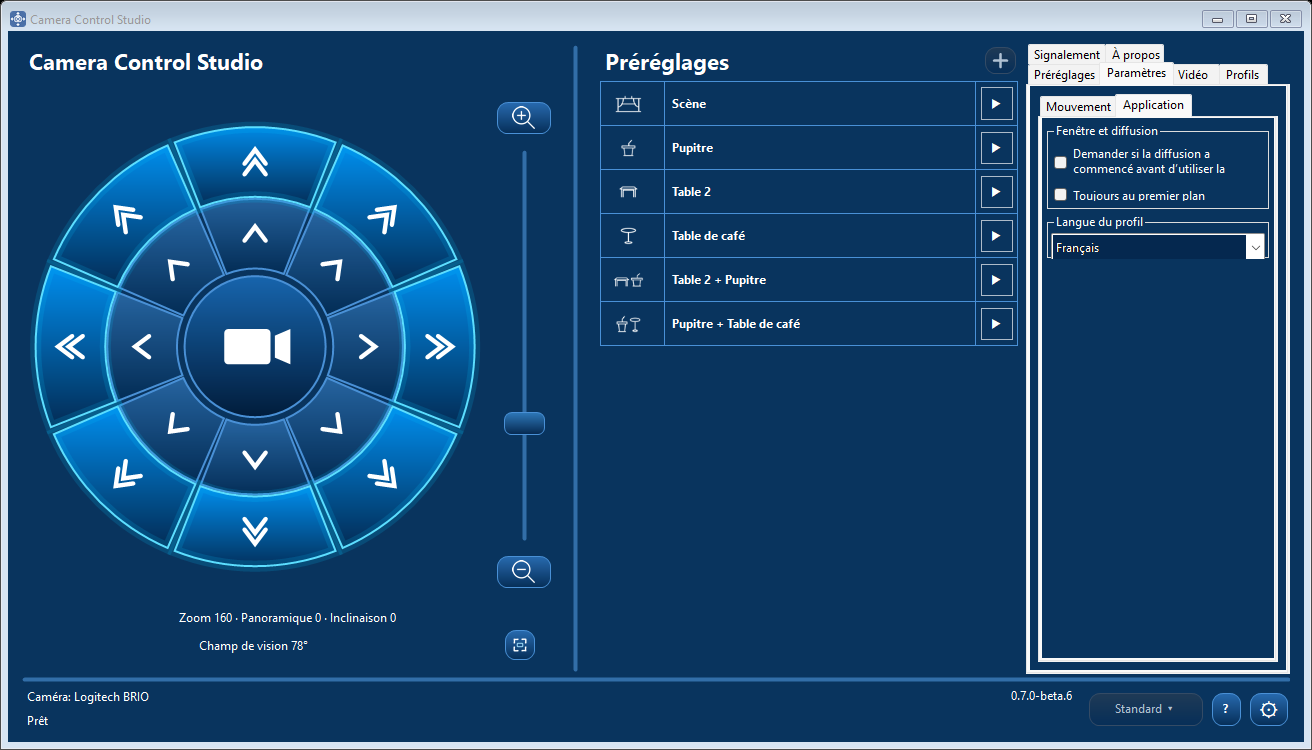 Camera Control Studio
Camera Control Studio
Zoom 160 · Panoramique 0 · Inclinaison 0
Champ de vision 78°
Préréglages
Scène
Pupitre
Table 2
Table de café
Table 2 + Pupitre
Pupitre + Table de café
Signalement
À propos
Préréglages
Paramètres
Vidéo
Profils
Mouvement
Application
Fenêtre et diffusion
Demander si la diffusion a
commencé avant d'utiliser la
Toujours au premier plan
Langue du profil
Français
Caméra: Logitech BRIO
Prêt
0.7.0-beta.6
Standard
?